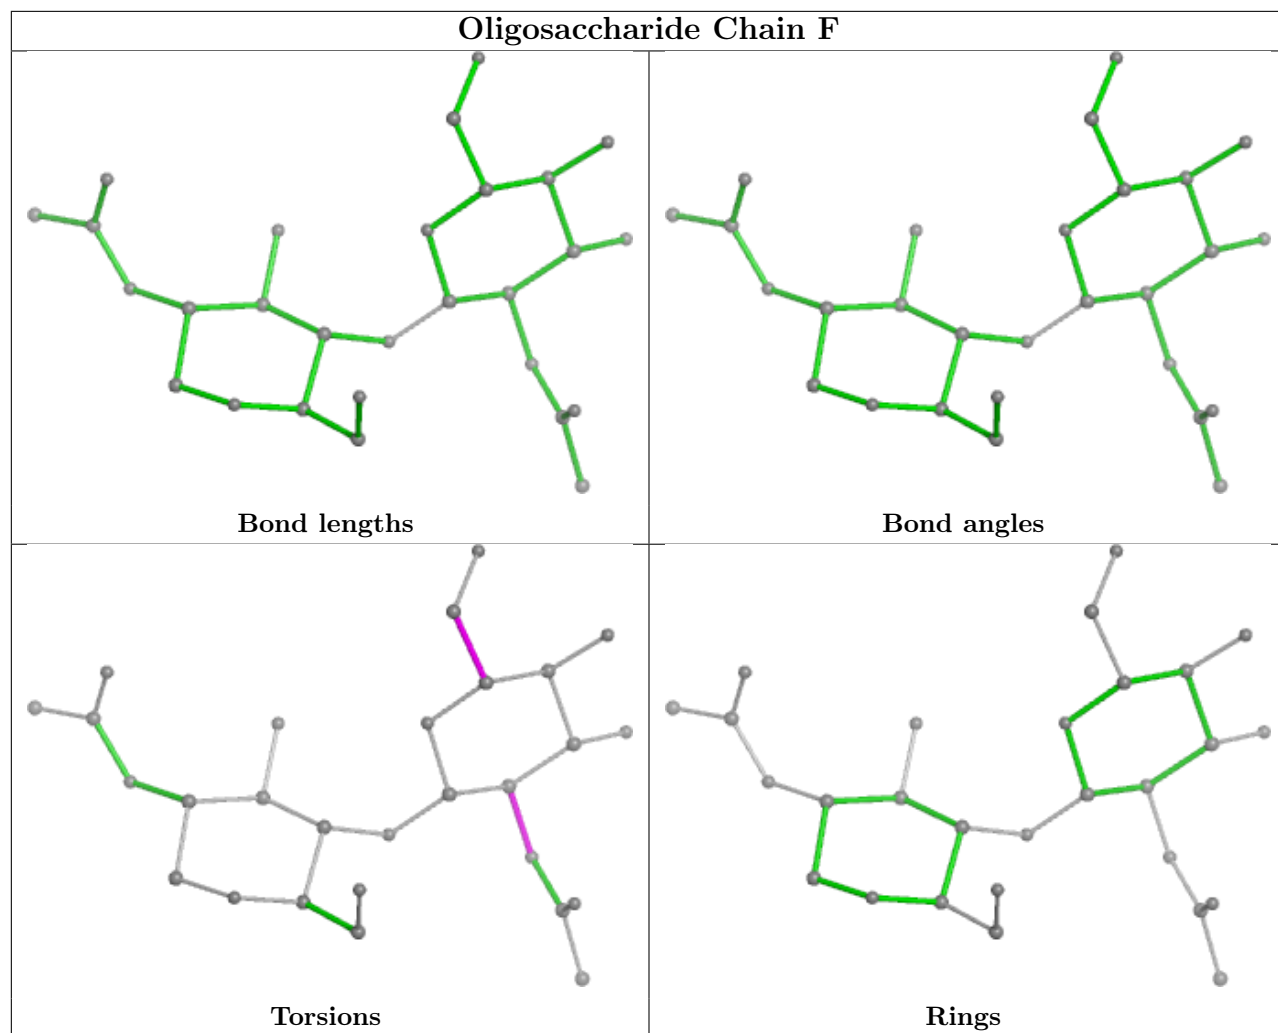 Oligosaccharide Chain F
Bond lengths
Bond angles
Torsions
Rings